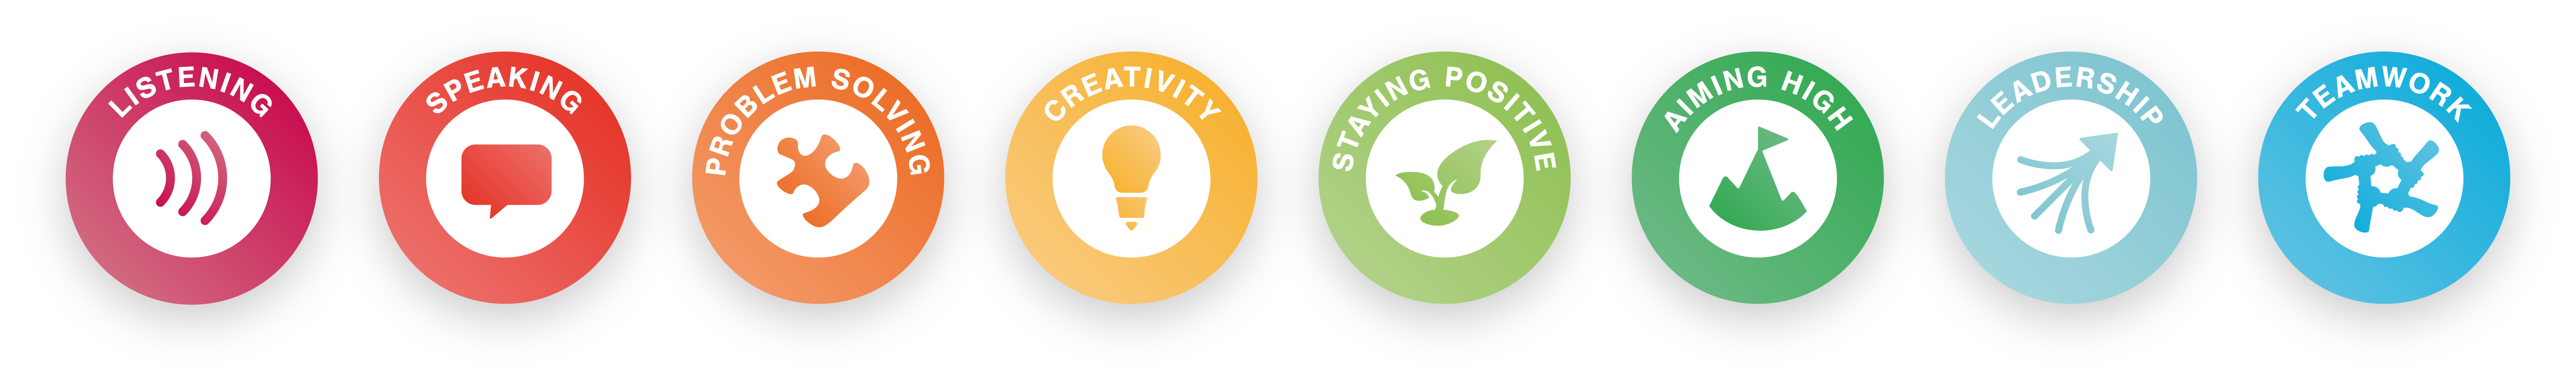 LISTENING
SPEAKING
PROBLEM SOLVING
CREATIVITY
STAYING POSITIVE
AIMING HIGH
LEADERSHIP
TEAMWORK